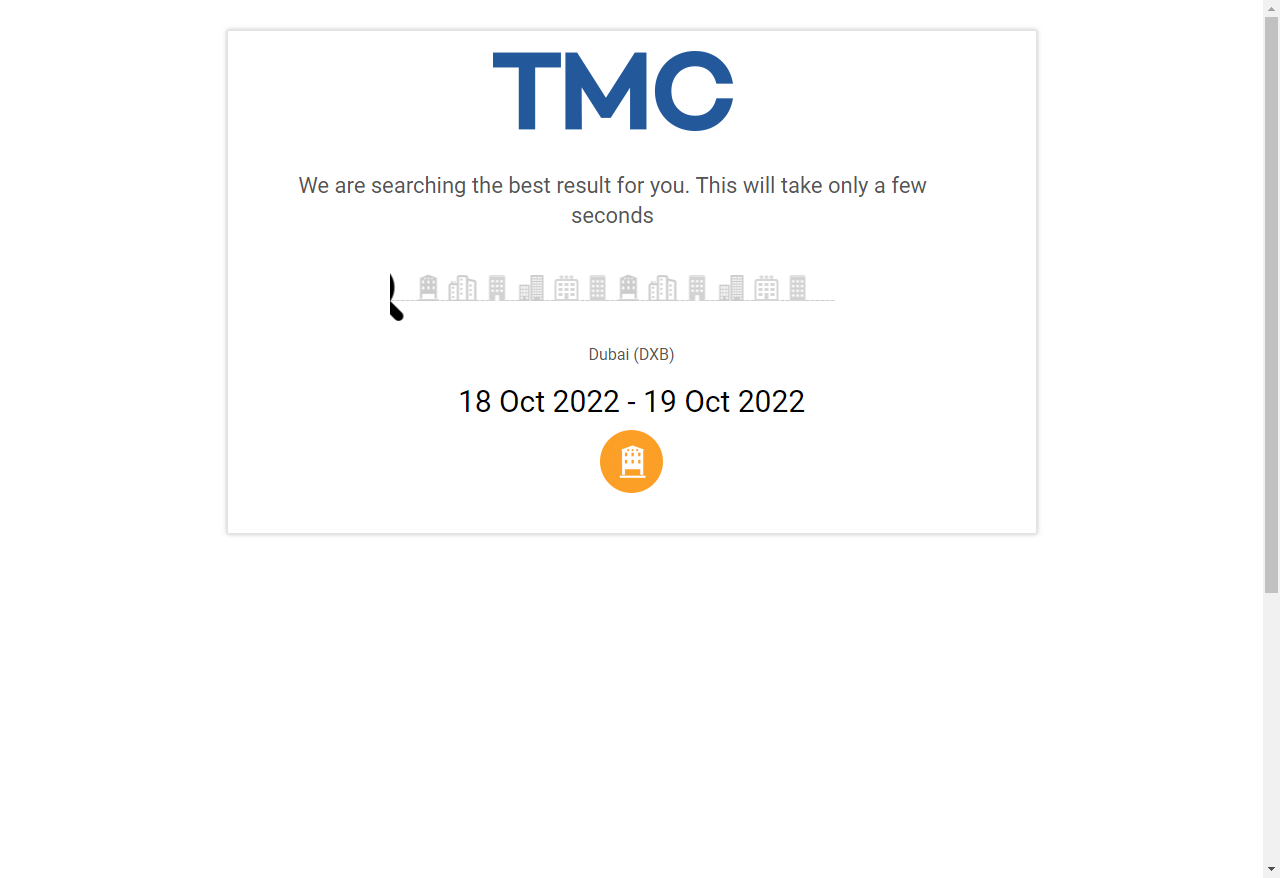 TMC
We are searching the best result for you. This will take only a few
seconds
Dubai (DXB)
18 Oct 2022 - 19 Oct 2022